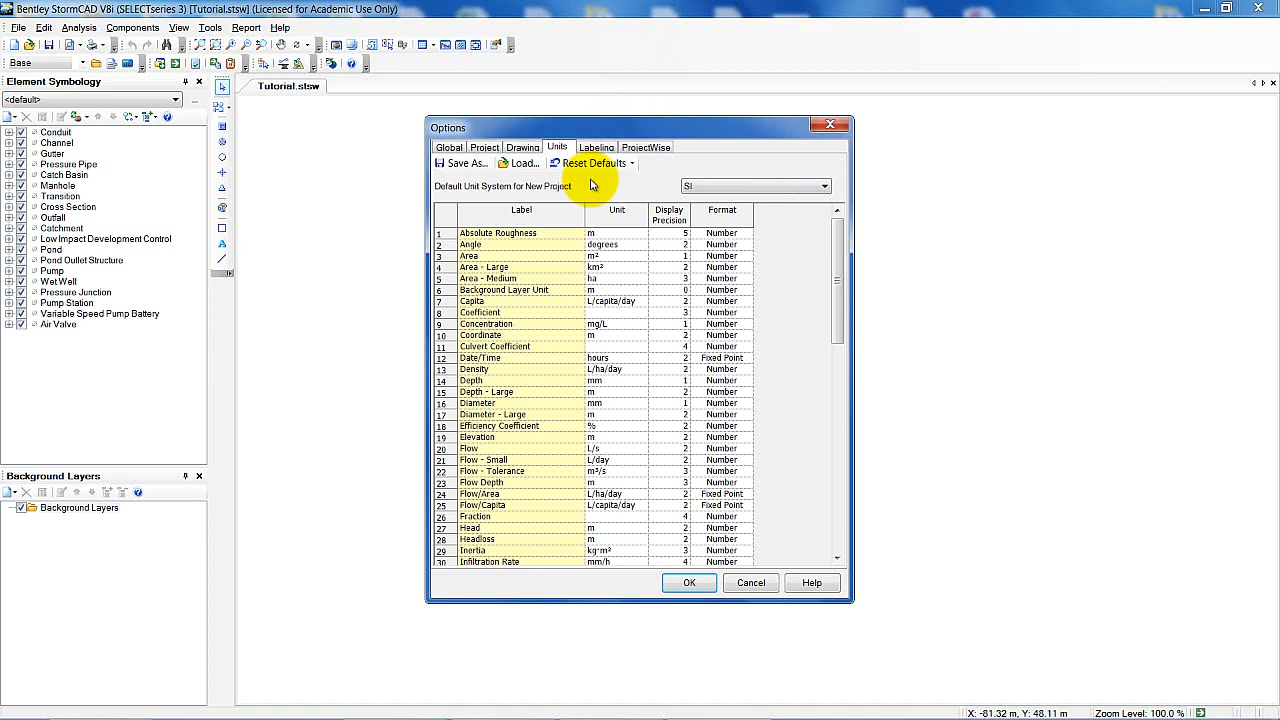 Bentley StormCAD V8i (SELECTseries 3) [Tutorial.stsw] (Licensed for Academic Use Only)
File Edit Analysis Components View Tools Report Help
Base
Element Symbology
<default>
Conduit
Channel
Gutter
Pressure Pipe
Catch Basin
Manhole
Transition
Cross Section
Outfall
Catchment
Low Impact Development Control
Pond
Pond Outlet Structure
Pump
Wet Well
Pressure Junction
Pump Station
Variable Speed Pump Battery
Air Valve
Background Layers
Background Layers
Tutorial.stsw
Options
Global Project Drawing Units Labeling ProjectWise
Save As... Load... Reset Defaults
Default Unit System for New Project SI
Label Unit Display Precision Format
1 Absolute Roughness m 5 Number
2 Angle degrees 2 Number
3 Area m² 1 Number
4 Area - Large km² 2 Number
5 Area - Medium ha 3 Number
6 Background Layer Unit m 0 Number
7 Capita L/capita/day 2 Number
8 Coefficient 3 Number
9 Concentration mg/L 1 Number
10 Coordinate m 2 Number
11 Culvert Coefficient 4 Number
12 Date/Time hours 2 Fixed Point
13 Density L/ha/day 2 Number
14 Depth mm 1 Number
15 Depth - Large m 2 Number
16 Diameter mm 1 Number
17 Diameter - Large m 2 Number
18 Efficiency Coefficient % 2 Number
19 Elevation m 2 Number
20 Flow L/s 2 Number
21 Flow - Small L/day 2 Number
22 Flow - Tolerance m³/s 3 Number
23 Flow Depth m 3 Number
24 Flow/Area L/ha/day 2 Fixed Point
25 Flow/Capita L/capita/day 2 Fixed Point
26 Fraction 4 Number
27 Head m 2 Number
28 Headloss m 2 Number
29 Inertia kg·m² 3 Number
30 Infiltration Rate mm/h 4 Number
OK Cancel Help
X: -81.32 m, Y: 48.11 m Zoom Level: 100.0 %